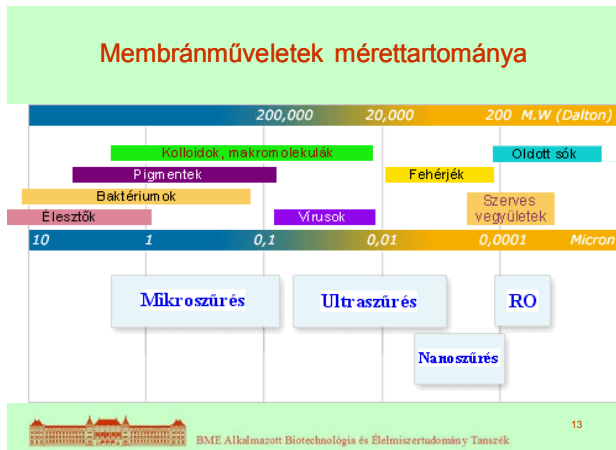 Membránműveletek mérettartománya
200,000 20,000 200 M.W (Dalton)
Kolloidok, makromolekulák Oldott sók
Pigmentek Fehérjék
Baktériumok Szerves vegyületek
Élesztők Vírusok
10 1 0,1 0,01 0,0001 Micron
Mikroszűrés Ultraszűrés RO
Nanoszűrés
13
BME Alkalmazott Biotechnológia és Élelmiszertudomány Tanszék